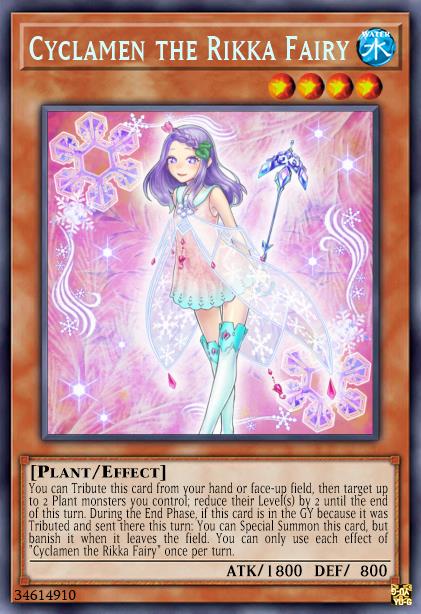 CYCLAMEN THE RIKKA FAIRY
WATER
水
[PLANT/EFFECT]
You can Tribute this card from your hand or face-up field, then target up
to 2 Plant monsters you control; reduce their Level(s) by 2 until the end
of this turn. During the End Phase, if this card is in the GY because it was
Tributed and sent there this turn: You can Special Summon this card, but
banish it when it leaves the field. You can only use each effect of
"Cyclamen the Rikka Fairy" once per turn.
ATK/1800 DEF/ 800
34614910